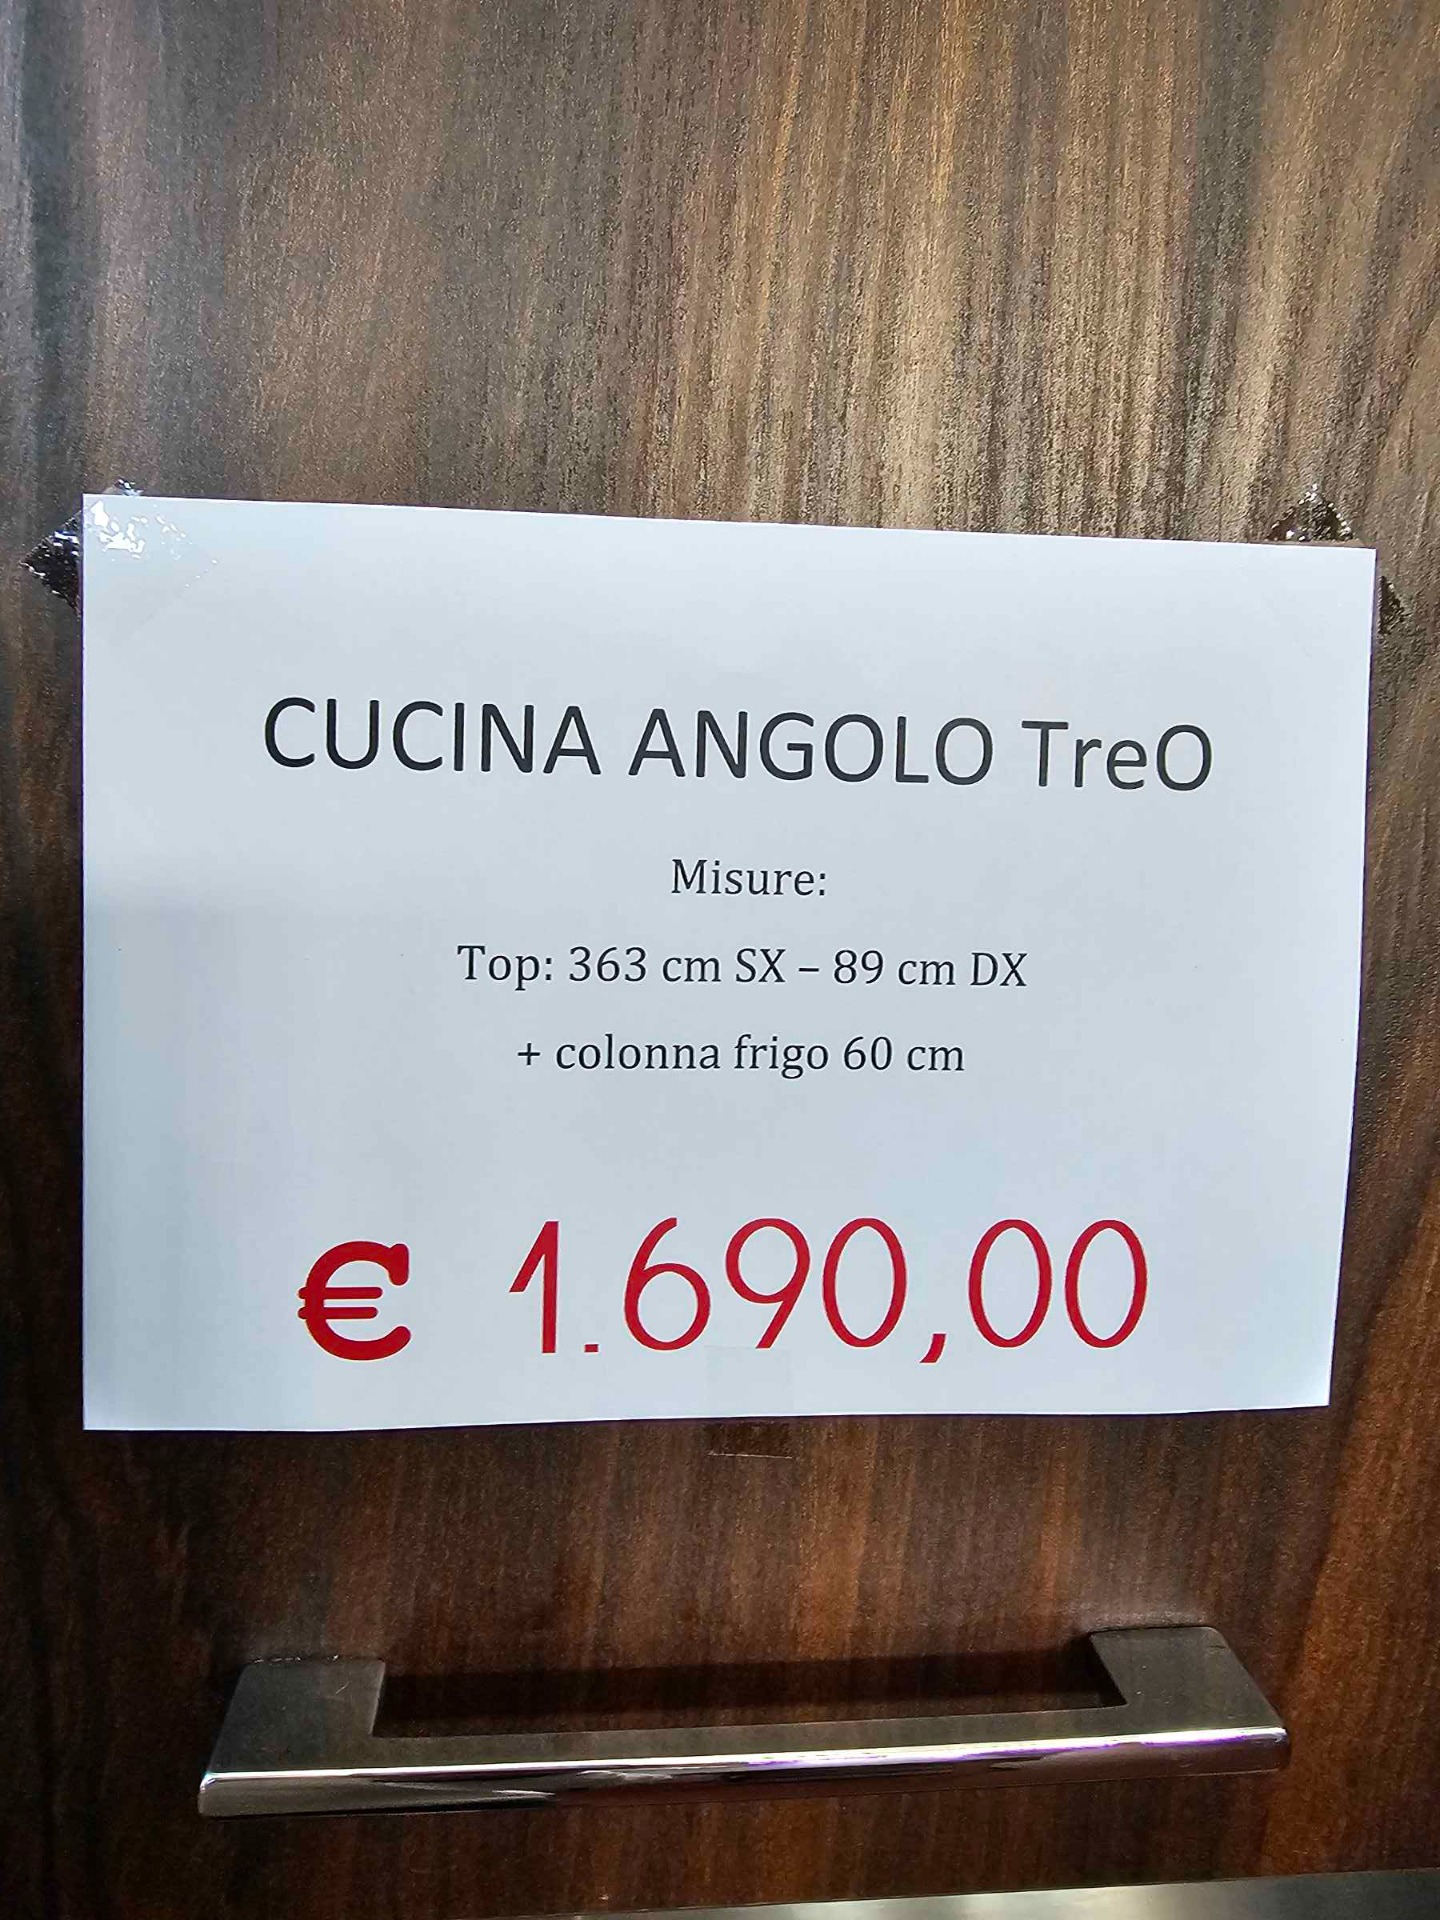 CUCINA ANGOLO TreO
Misure:
Top: 363 cm SX – 89 cm DX
+ colonna frigo 60 cm
€ 1.690,00